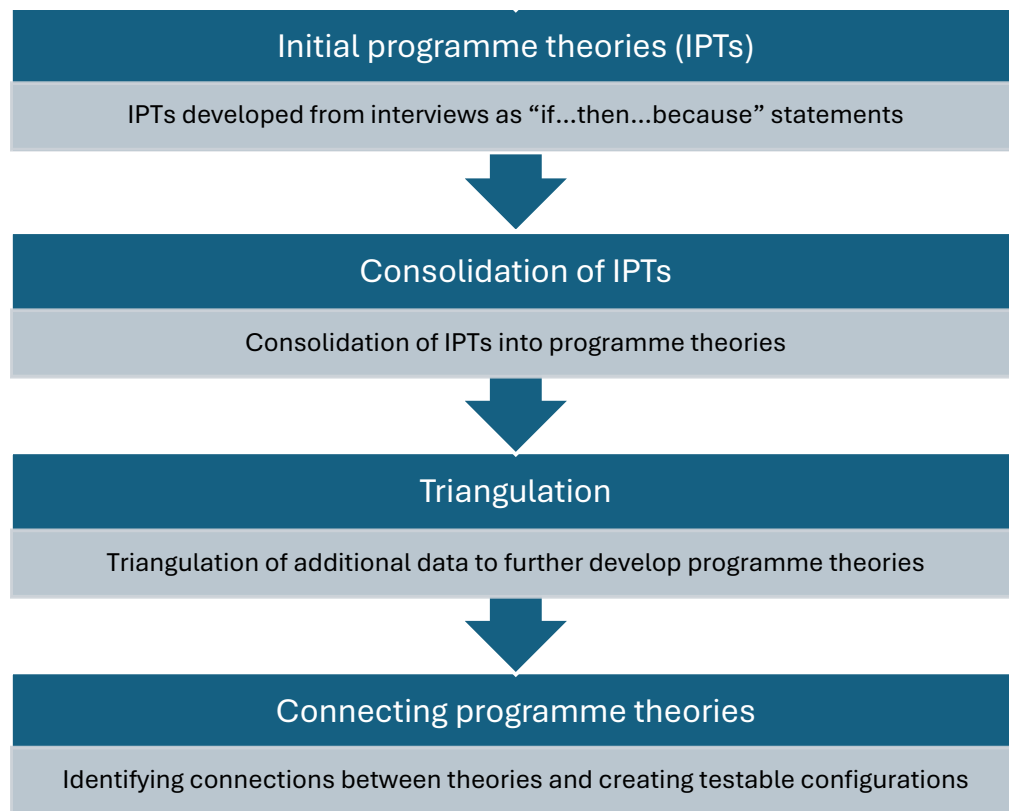 Initial programme theories (IPTs)
IPTs developed from interviews as “if...then...because” statements
Consolidation of IPTs
Consolidation of IPTs into programme theories
Triangulation
Triangulation of additional data to further develop programme theories
Connecting programme theories
Identifying connections between theories and creating testable configurations